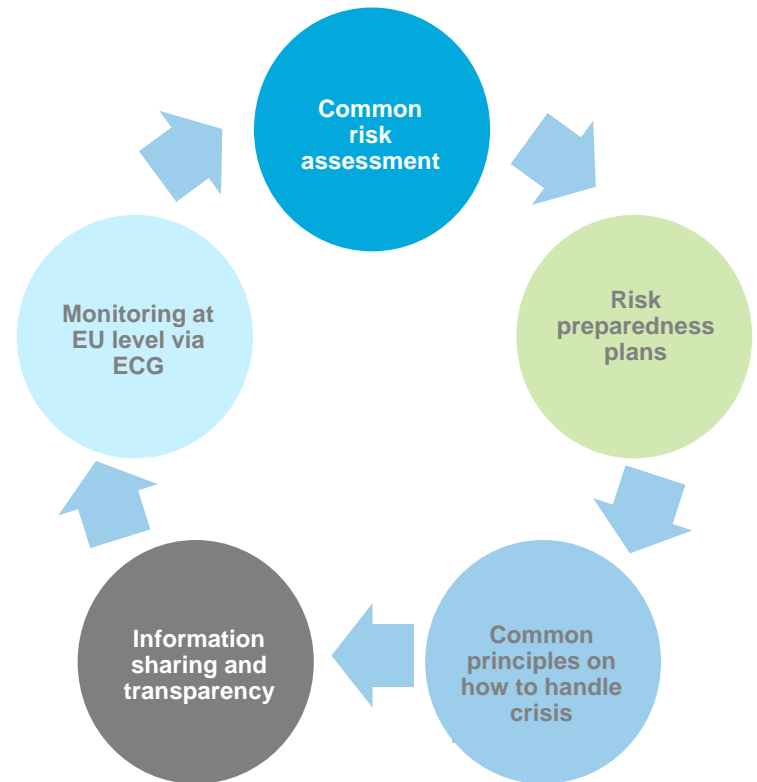 Common
risk
assessment
Risk
preparedness
plans
Common
principles on
how to handle
crisis
Information
sharing and
transparency
Monitoring at
EU level via
ECG